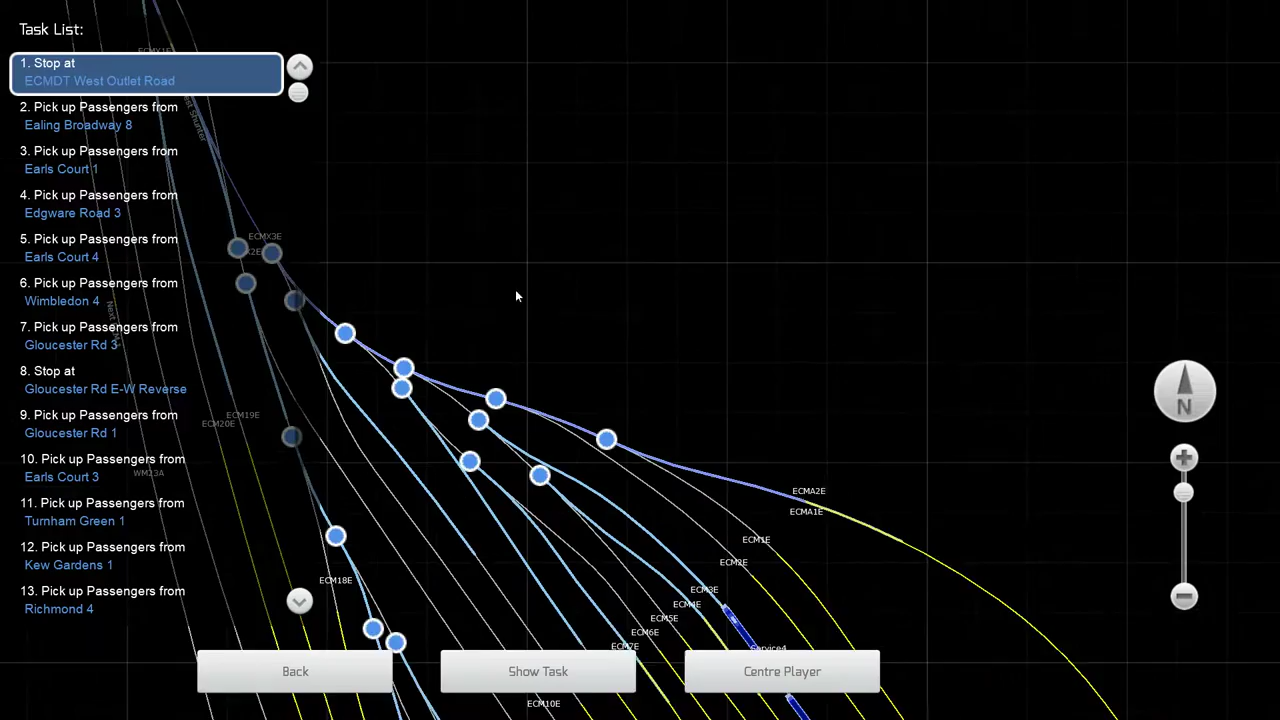 Task List:
1. Stop at
ECMDT West Outlet Road
2. Pick up Passengers from
Ealing Broadway 8
3. Pick up Passengers from
Earls Court 1
4. Pick up Passengers from
Edgware Road 3
5. Pick up Passengers from
Earls Court 4
6. Pick up Passengers from
Wimbledon 4
7. Pick up Passengers from
Gloucester Rd 3
8. Stop at
Gloucester Rd E-W Reverse
9. Pick up Passengers from
Gloucester Rd 1
10. Pick up Passengers from
Earls Court 3
11. Pick up Passengers from
Turnham Green 1
12. Pick up Passengers from
Kew Gardens 1
13. Pick up Passengers from
Richmond 4
ECMX1E
Shunter
ECMX3E
ECM19E
ECM20E
WM23A
ECM18E
ECMA2E
ECMA1E
ECM1E
ECM2E
ECM3E
ECM4E
ECM5E
ECM6E
ECM7E
Service4
ECM10E
N
Back
Show Task
Centre Player